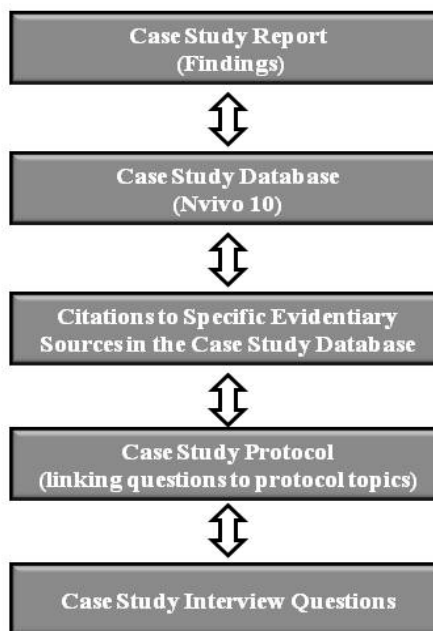 Case Study Report
(Findings)
Case Study Database
(Nvivo 10)
Citations to Specific Evidentiary
Sources in the Case Study Database
Case Study Protocol
(linking questions to protocol topics)
Case Study Interview Questions